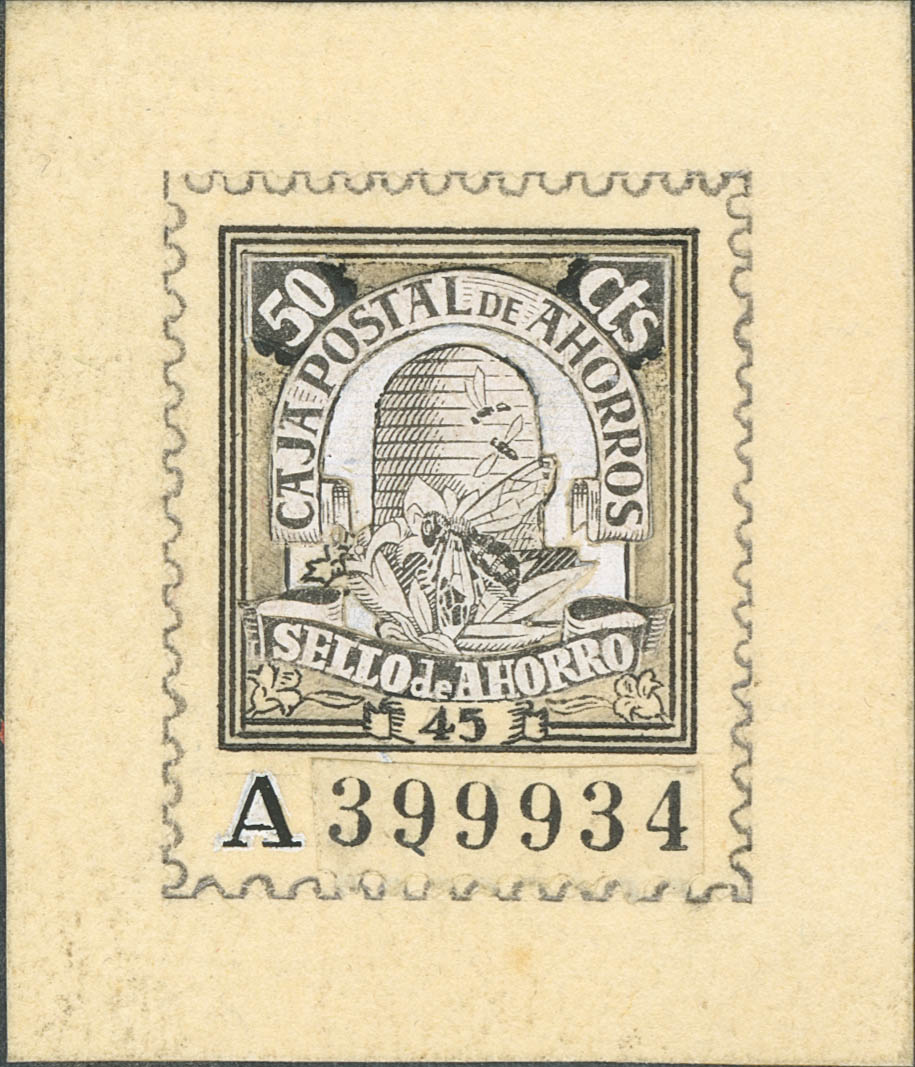 50 cts
CAJA POSTAL DE AHORROS
SELLO de AHORRO
45
A 399934